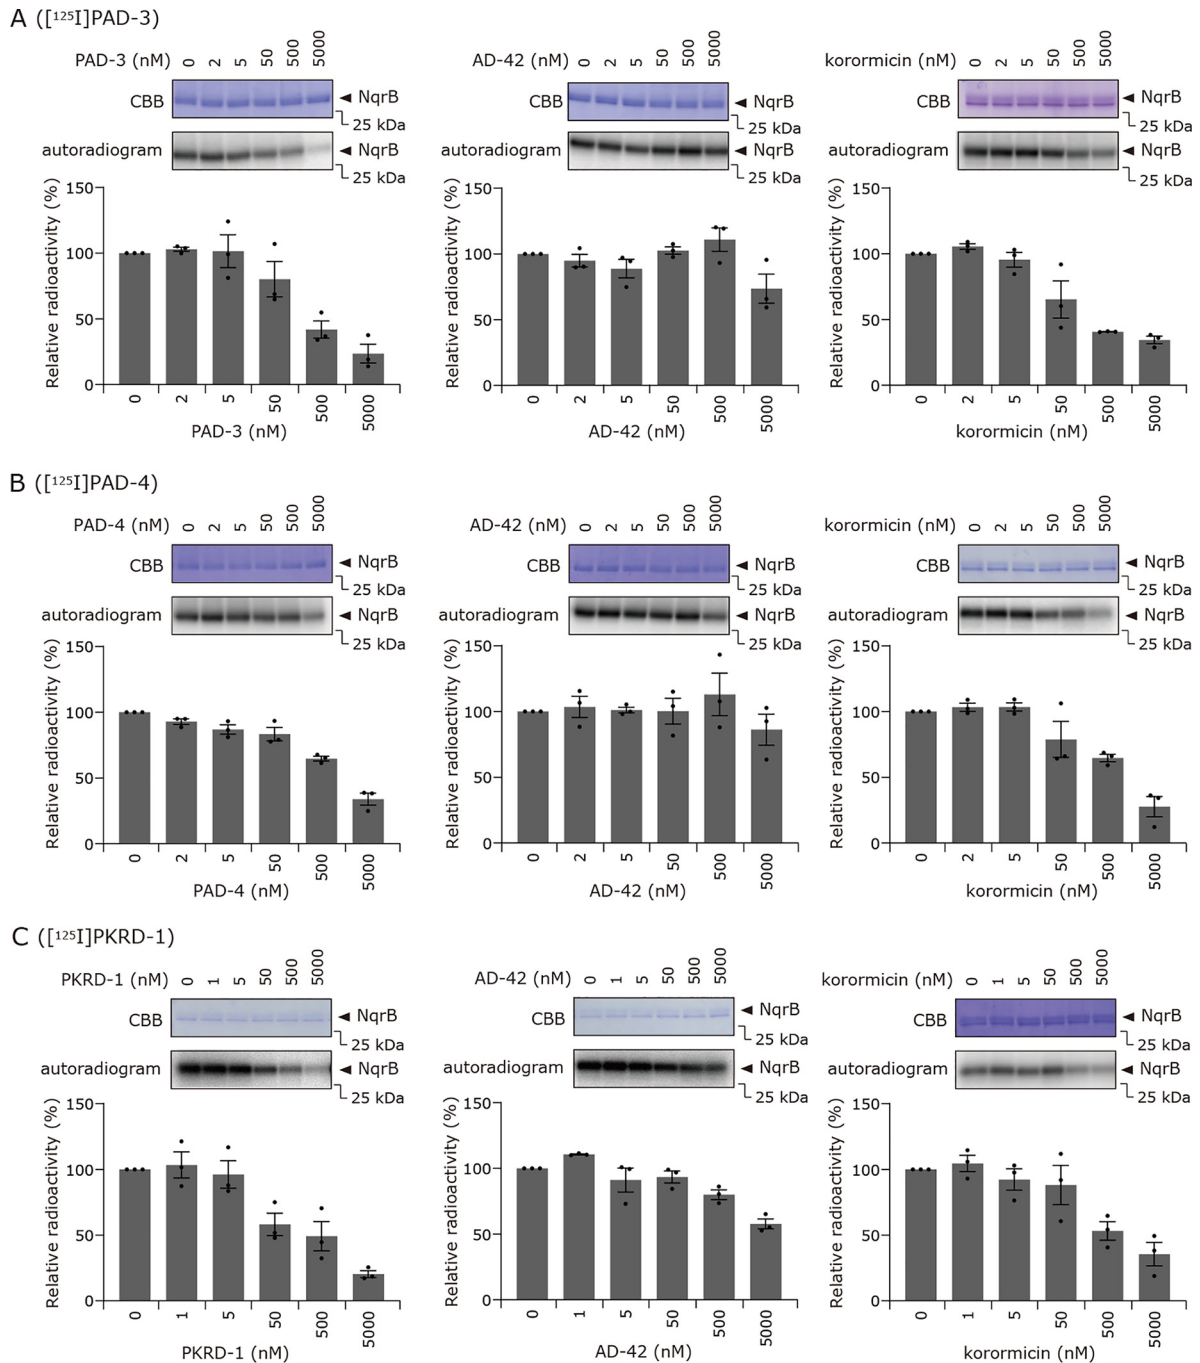 A ([¹²⁵I]PAD-3)
PAD-3 (nM) 0 2 5 50 500 5000
CBB NqrB
25 kDa
autoradiogram NqrB
25 kDa
Relative radioactivity (%)
150
100
50
0
0 2 5 50 500 5000
PAD-3 (nM)
AD-42 (nM) 0 2 5 50 500 5000
CBB NqrB
25 kDa
autoradiogram NqrB
25 kDa
Relative radioactivity (%)
150
100
50
0
0 2 5 50 500 5000
AD-42 (nM)
korormicin (nM) 0 2 5 50 500 5000
CBB NqrB
25 kDa
autoradiogram NqrB
25 kDa
Relative radioactivity (%)
150
100
50
0
0 2 5 50 500 5000
korormicin (nM)
B ([¹²⁵I]PAD-4)
PAD-4 (nM) 0 2 5 50 500 5000
CBB NqrB
25 kDa
autoradiogram NqrB
25 kDa
Relative radioactivity (%)
150
100
50
0
0 2 5 50 500 5000
PAD-4 (nM)
AD-42 (nM) 0 2 5 50 500 5000
CBB NqrB
25 kDa
autoradiogram NqrB
25 kDa
Relative radioactivity (%)
150
100
50
0
0 2 5 50 500 5000
AD-42 (nM)
korormicin (nM) 0 2 5 50 500 5000
CBB NqrB
25 kDa
autoradiogram NqrB
25 kDa
Relative radioactivity (%)
150
100
50
0
0 2 5 50 500 5000
korormicin (nM)
C ([¹²⁵I]PKRD-1)
PKRD-1 (nM) 0 1 5 50 500 5000
CBB NqrB
25 kDa
autoradiogram NqrB
25 kDa
Relative radioactivity (%)
150
100
50
0
0 1 5 50 500 5000
PKRD-1 (nM)
AD-42 (nM) 0 1 5 50 500 5000
CBB NqrB
25 kDa
autoradiogram NqrB
25 kDa
Relative radioactivity (%)
150
100
50
0
0 1 5 50 500 5000
AD-42 (nM)
korormicin (nM) 0 1 5 50 500 5000
CBB NqrB
25 kDa
autoradiogram NqrB
25 kDa
Relative radioactivity (%)
150
100
50
0
0 1 5 50 500 5000
korormicin (nM)